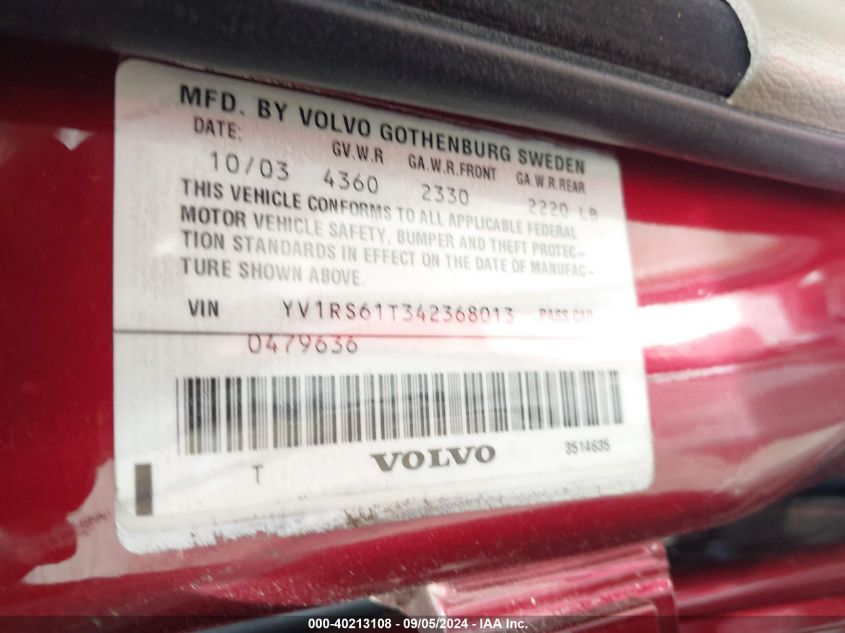 MFD. BY VOLVO GOTHENBURG SWEDEN
DATE: GV.W.R GA.W.R.FRONT GA.W.R.REAR
10/03 4360 2330 2220 LB
THIS VEHICLE CONFORMS TO ALL APPLICABLE FEDERAL
MOTOR VEHICLE SAFETY, BUMPER AND THEFT PROTEC-
TION STANDARDS IN EFFECT ON THE DATE OF MANUFAC-
TURE SHOWN ABOVE.
VIN YV1RS61T342368013 PASS CAR
0479636
T VOLVO 3514635
000-40213108 - 09/05/2024 - IAA Inc.